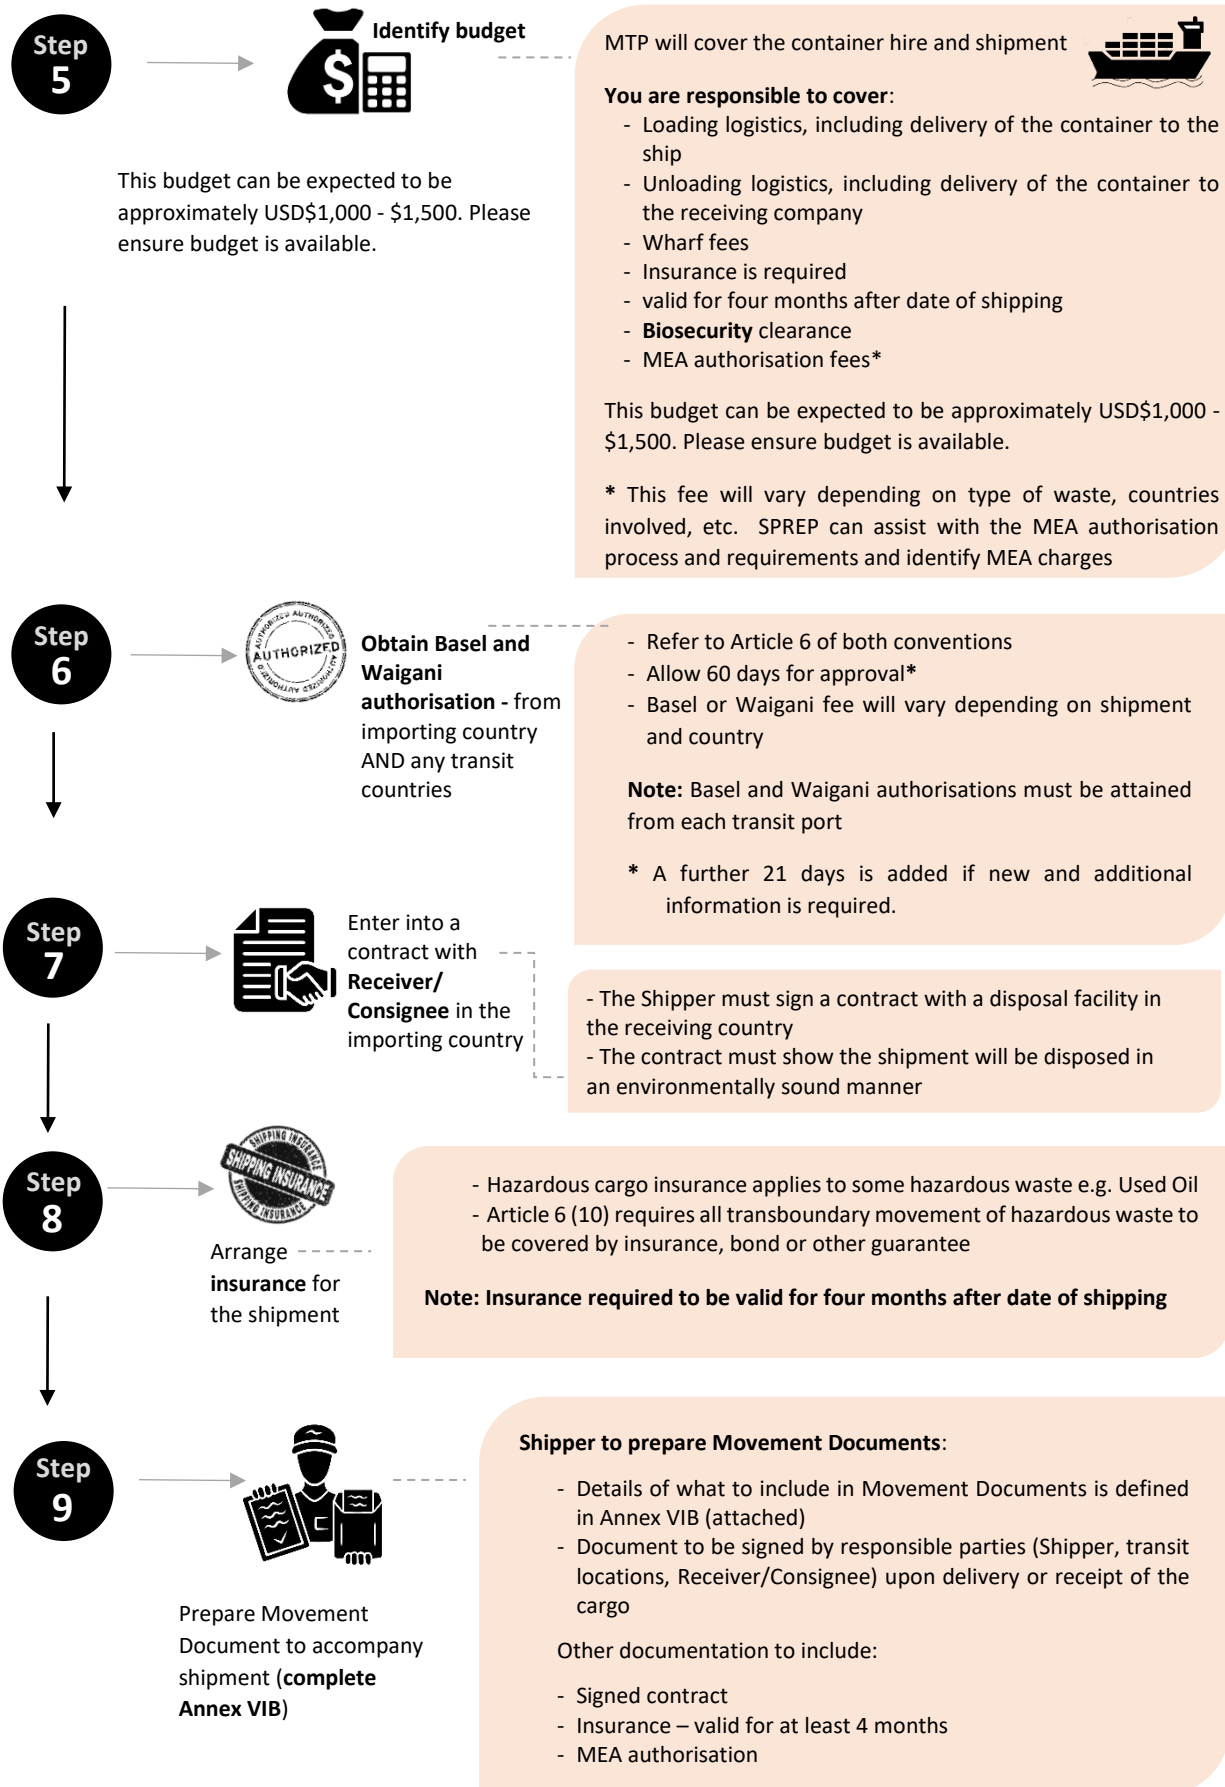 Step
5
Identify budget
$
This budget can be expected to be
approximately USD$1,000 - $1,500. Please
ensure budget is available.
MTP will cover the container hire and shipment
You are responsible to cover:
- Loading logistics, including delivery of the container to the
ship
- Unloading logistics, including delivery of the container to
the receiving company
- Wharf fees
- Insurance is required
- valid for four months after date of shipping
- Biosecurity clearance
- MEA authorisation fees*
This budget can be expected to be approximately USD$1,000 -
$1,500. Please ensure budget is available.
* This fee will vary depending on type of waste, countries
involved, etc. SPREP can assist with the MEA authorisation
process and requirements and identify MEA charges
Step
6
AUTHORIZED
Obtain Basel and
Waigani
authorisation - from
importing country
AND any transit
countries
- Refer to Article 6 of both conventions
- Allow 60 days for approval*
- Basel or Waigani fee will vary depending on shipment
and country
Note: Basel and Waigani authorisations must be attained
from each transit port
* A further 21 days is added if new and additional
information is required.
Step
7
Enter into a
contract with
Receiver/
Consignee in the
importing country
- The Shipper must sign a contract with a disposal facility in
the receiving country
- The contract must show the shipment will be disposed in
an environmentally sound manner
Step
8
SHIPPING INSURANCE
SHIPPING INSURANCE
SHIPPING INSURANCE
Arrange
insurance for
the shipment
- Hazardous cargo insurance applies to some hazardous waste e.g. Used Oil
- Article 6 (10) requires all transboundary movement of hazardous waste to
be covered by insurance, bond or other guarantee
Note: Insurance required to be valid for four months after date of shipping
Step
9
Prepare Movement
Document to accompany
shipment (complete
Annex VIB)
Shipper to prepare Movement Documents:
- Details of what to include in Movement Documents is defined
in Annex VIB (attached)
- Document to be signed by responsible parties (Shipper, transit
locations, Receiver/Consignee) upon delivery or receipt of the
cargo
Other documentation to include:
- Signed contract
- Insurance – valid for at least 4 months
- MEA authorisation